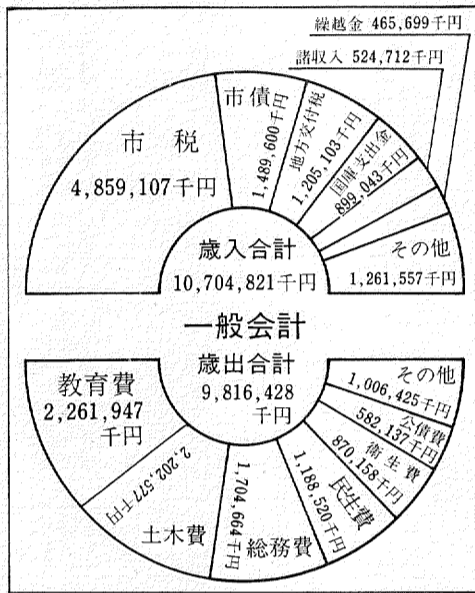 繰越金 465,699千円
諸収入 524,712千円
市税
4,859,107千円
市債
1,489,600千円
地方交付税
1,205,103千円
国庫支出金
899,043千円
その他
1,261,557千円
歳入合計
10,704,821千円
一般会計
歳出合計
9,816,428
千円
教育費
2,261,947
千円
2,202,577千円
土木費
1,704,664千円
総務費
1,188,520千円
民生費
870,158千円
衛生費
582,137千円
公債費
その他
1,006,425千円